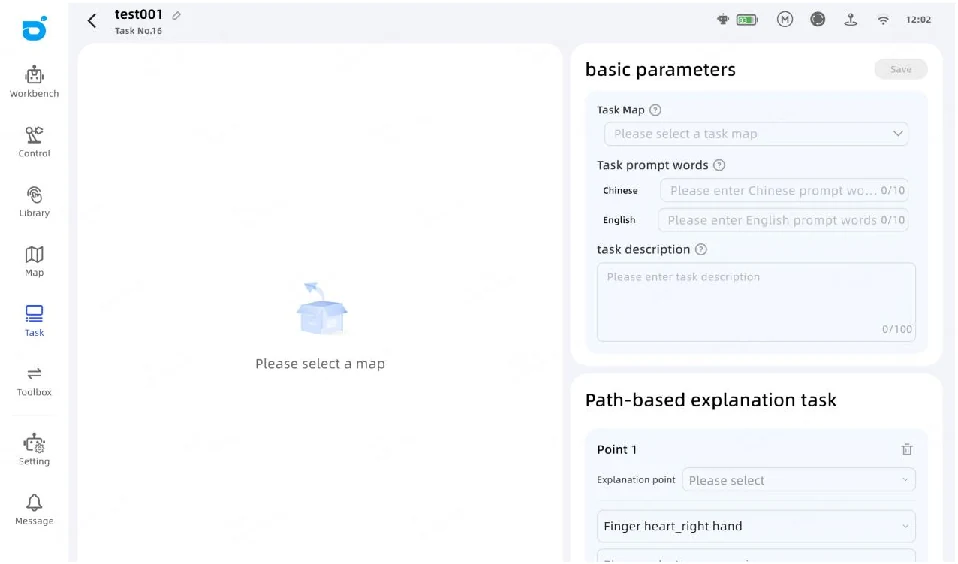 test001
Task No.16
12:02
Workbench
Control
Library
Map
Task
Toolbox
Setting
Message
Please select a map
basic parameters
Save
Task Map
Please select a task map
Task prompt words
Chinese
Please enter Chinese prompt wo... 0/10
English
Please enter English prompt words 0/10
task description
Please enter task description
0/100
Path-based explanation task
Point 1
Explanation point
Please select
Finger heart_right hand